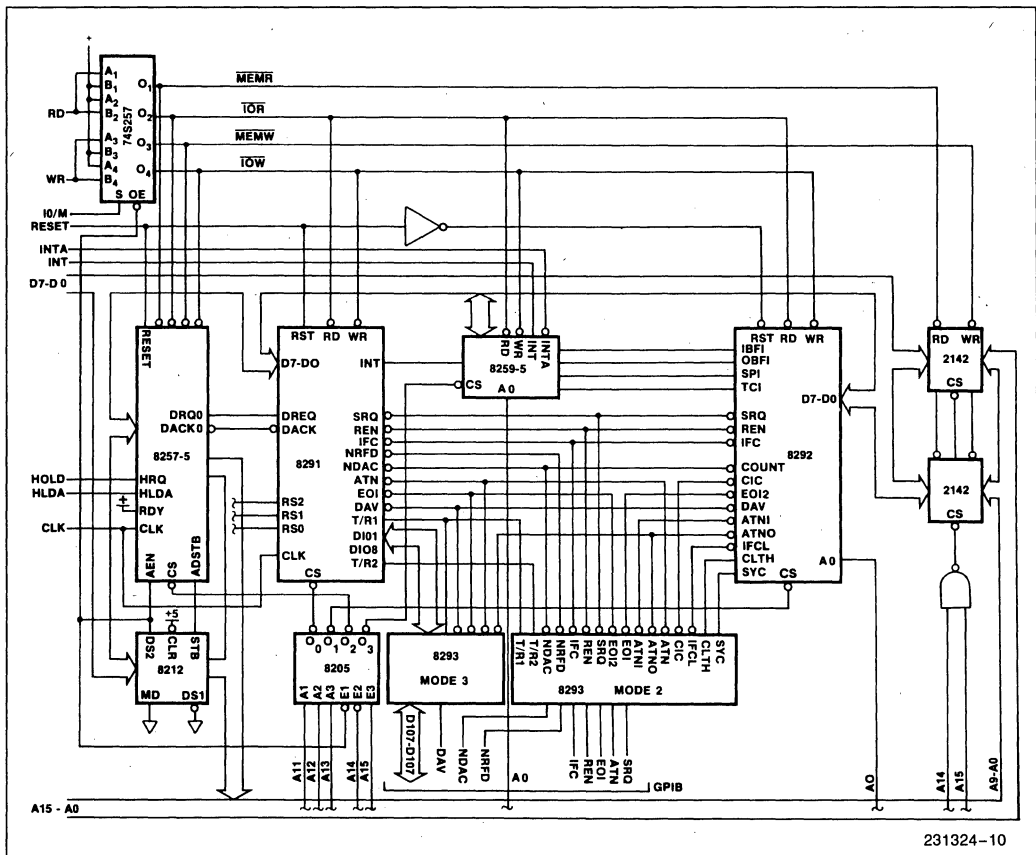 +
A1
B1
A2
B2
A3
B3
A4
B4
O1
O2
O3
O4
74S257
S OE
RD
WR
I0/M
RESET
INTA
INT
D7-D 0
MEMR
IOR
MEMW
IOW
RESET
DRQ0
DACK0
8257-5
HOLD
HLDA
HRQ
HLDA
RDY
CLK
CLK
+
AEN
CS
ADSTB
+5
DS2
CLR
STB
8212
MD
DS1
RST RD WR
D7-DO
INT
DREQ
DACK
8291
SRQ
REN
IFC
NRFD
NDAC
ATN
EOI
DAV
T/R1
DI01
DIO8
T/R2
RS2
RS1
RS0
CLK
CS
RD
WR
INT
INTA
8259-5
CS
A0
RST RD WR
IBFI
OBFI
SPI
TCI
D7-D0
SRQ
REN
IFC
8292
COUNT
CIC
EOI2
DAV
ATNI
ATNO
IFCL
CLTH
SYC
A0
CS
RD WR
2142
CS
2142
CS
O0 O1 O2 O3
8205
A1
A2
A3
E1
E2
E3
8293
MODE 3
T/R1
T/R2
NDAC
NRFD
IFC
REN
SRQ
EOI2
EOI
ATNI
ATNO
ATN
CIC
IFCL
CLTH
SYC
8293 MODE 2
A11
A12
A13
A14
A15
D107-D107
DAV
NDAC
NRFD
A0
IFC
REN
EOI
ATN
SRQ
GPIB
AO
A14
A15
A9-A0
A15 - A0
231324-10